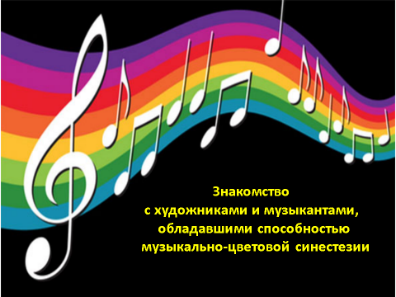 Знакомство
с художниками и музыкантами,
обладавшими способностью
музыкально-цветовой синестезии